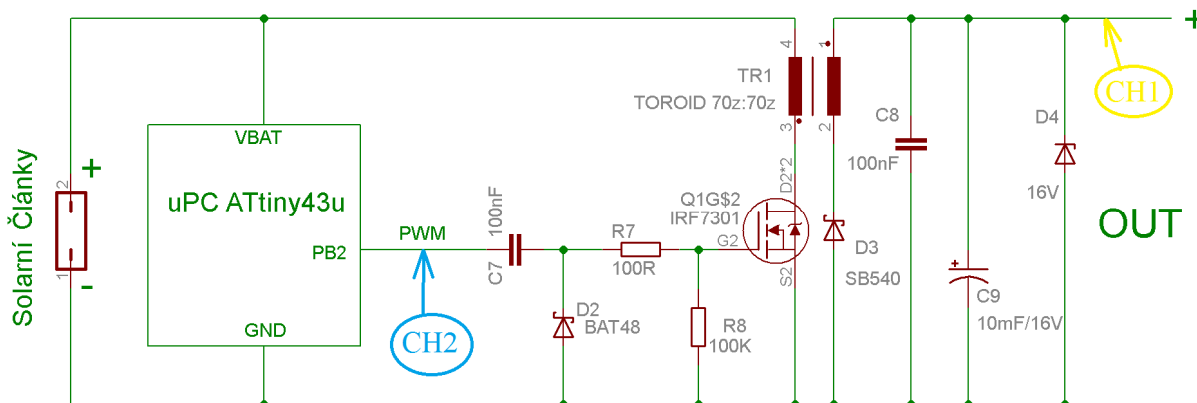 Solarní Články
2
+
1
-
VBAT
uPC ATtiny43u
PB2
GND
PWM
CH2
100nF
C7
D2
BAT48
R7
100R
R8
100K
G2
Q1G$2
IRF7301
D2*2
S2
TR1
TOROID 70z:70z
4
3
1
2
D3
SB540
C8
100nF
+
C9
10mF/16V
D4
16V
CH1
+
OUT